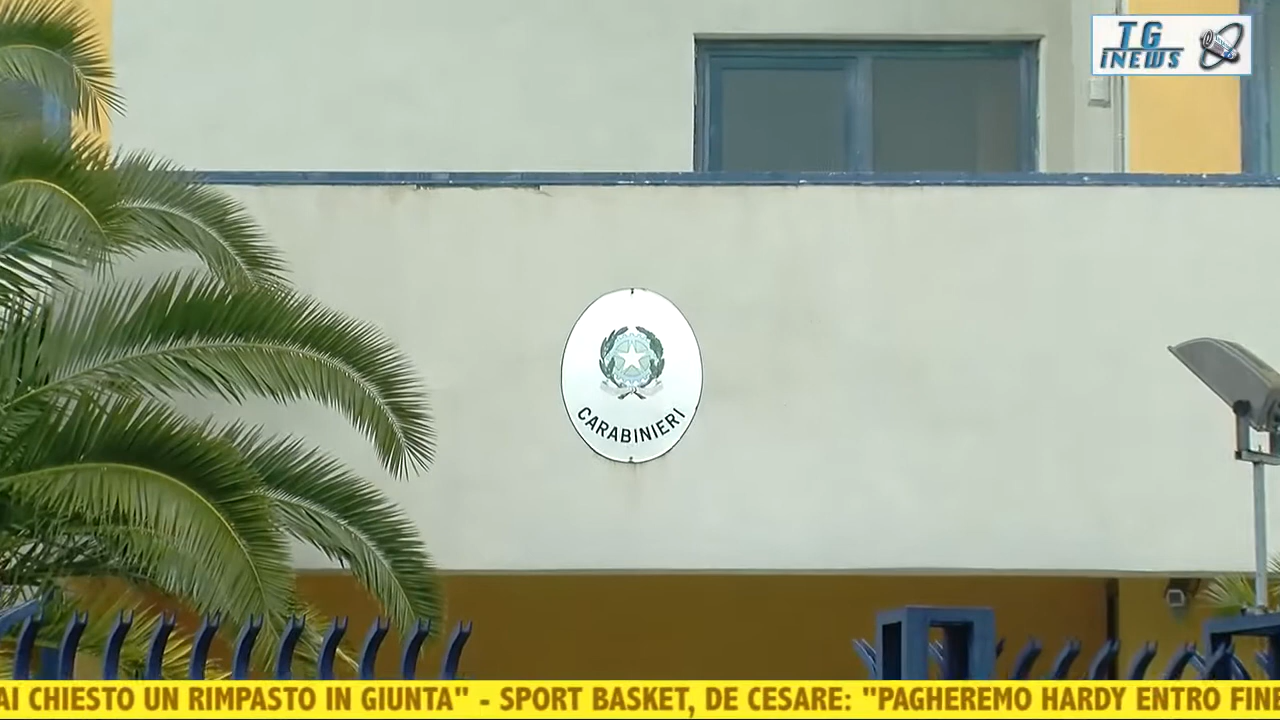 TG
iNEWS
CARABINIERI
AI CHIESTO UN RIMPASTO IN GIUNTA" - SPORT BASKET, DE CESARE: "PAGHEREMO HARDY ENTRO FINE